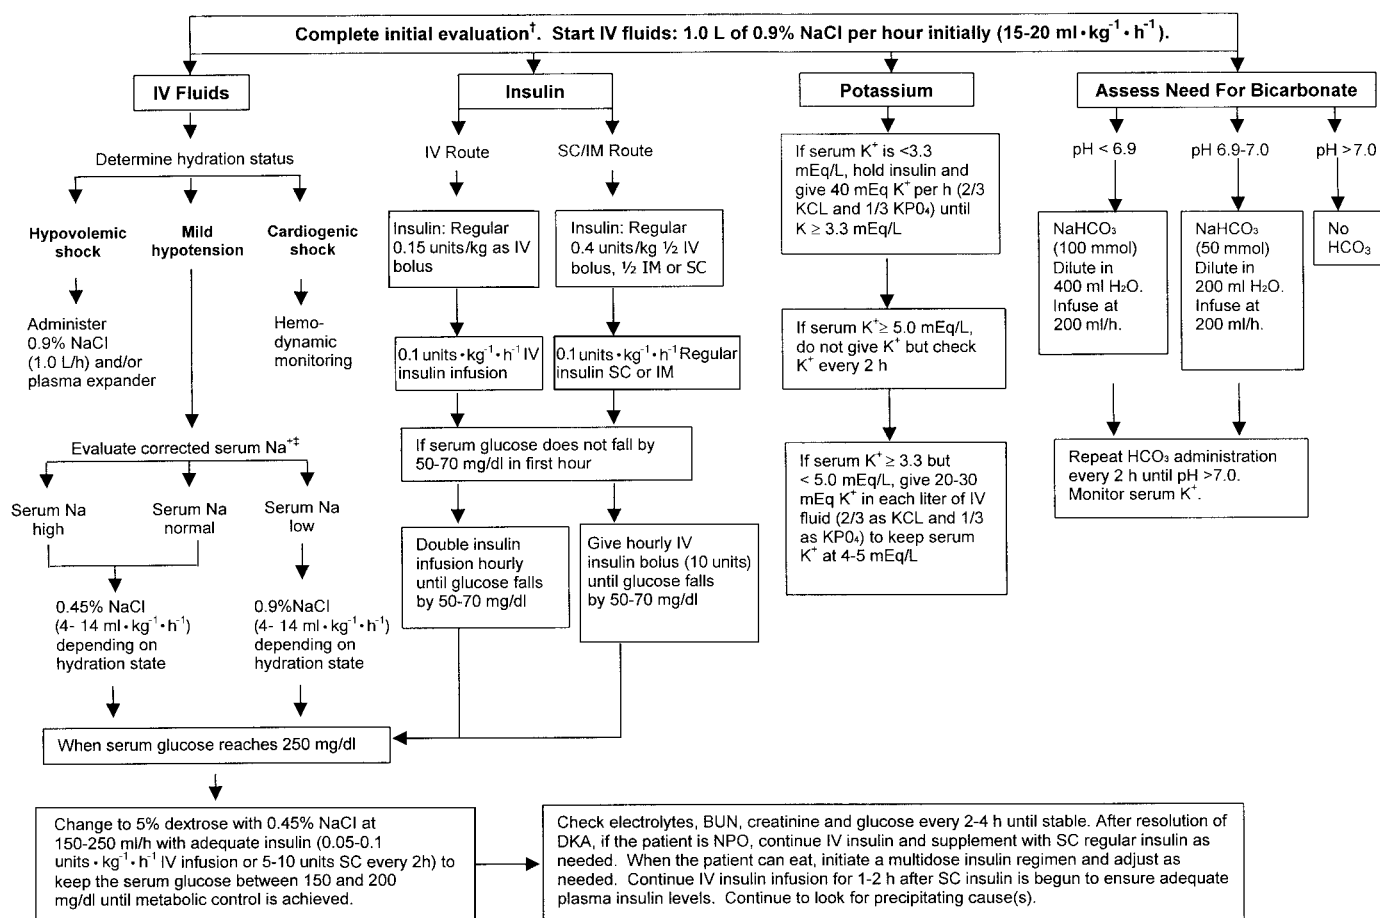 Complete initial evaluation†. Start IV fluids: 1.0 L of 0.9% NaCl per hour initially (15-20 ml•kg⁻¹•h⁻¹).
IV Fluids
Determine hydration status
Hypovolemic
shock
Mild
hypotension
Cardiogenic
shock
Administer
0.9% NaCl
(1.0 L/h) and/or
plasma expander
Hemo-
dynamic
monitoring
Evaluate corrected serum Na⁺‡
Serum Na
high
Serum Na
normal
Serum Na
low
0.45% NaCl
(4- 14 ml•kg⁻¹•h⁻¹)
depending on
hydration state
0.9%NaCl
(4- 14 ml•kg⁻¹•h⁻¹)
depending on
hydration state
When serum glucose reaches 250 mg/dl
Insulin
IV Route
SC/IM Route
Insulin: Regular
0.15 units/kg as IV
bolus
Insulin: Regular
0.4 units/kg ½ IV
bolus, ½ IM or SC
0.1 units•kg⁻¹•h⁻¹ IV
insulin infusion
0.1 units•kg⁻¹•h⁻¹ Regular
insulin SC or IM
If serum glucose does not fall by
50-70 mg/dl in first hour
Double insulin
infusion hourly
until glucose falls
by 50-70 mg/dl
Give hourly IV
insulin bolus (10 units)
until glucose falls
by 50-70 mg/dl
Potassium
If serum K⁺ is <3.3
mEq/L, hold insulin and
give 40 mEq K⁺ per h (2/3
KCL and 1/3 KP0₄) until
K ≥ 3.3 mEq/L
If serum K⁺≥ 5.0 mEq/L,
do not give K⁺ but check
K⁺ every 2 h
If serum K⁺ ≥ 3.3 but
< 5.0 mEq/L, give 20-30
mEq K⁺ in each liter of IV
fluid (2/3 as KCL and 1/3
as KP0₄) to keep serum
K⁺ at 4-5 mEq/L
Assess Need For Bicarbonate
pH < 6.9
pH 6.9-7.0
pH >7.0
NaHCO₃
(100 mmol)
Dilute in
400 ml H₂O.
Infuse at
200 ml/h.
NaHCO₃
(50 mmol)
Dilute in
200 ml H₂O.
Infuse at
200 ml/h.
No
HCO₃
Repeat HCO₃ administration
every 2 h until pH >7.0.
Monitor serum K⁺.
Change to 5% dextrose with 0.45% NaCl at
150-250 ml/h with adequate insulin (0.05-0.1
units•kg⁻¹•h⁻¹ IV infusion or 5-10 units SC every 2h) to
keep the serum glucose between 150 and 200
mg/dl until metabolic control is achieved.
Check electrolytes, BUN, creatinine and glucose every 2-4 h until stable. After resolution of
DKA, if the patient is NPO, continue IV insulin and supplement with SC regular insulin as
needed. When the patient can eat, initiate a multidose insulin regimen and adjust as
needed. Continue IV insulin infusion for 1-2 h after SC insulin is begun to ensure adequate
plasma insulin levels. Continue to look for precipitating cause(s).